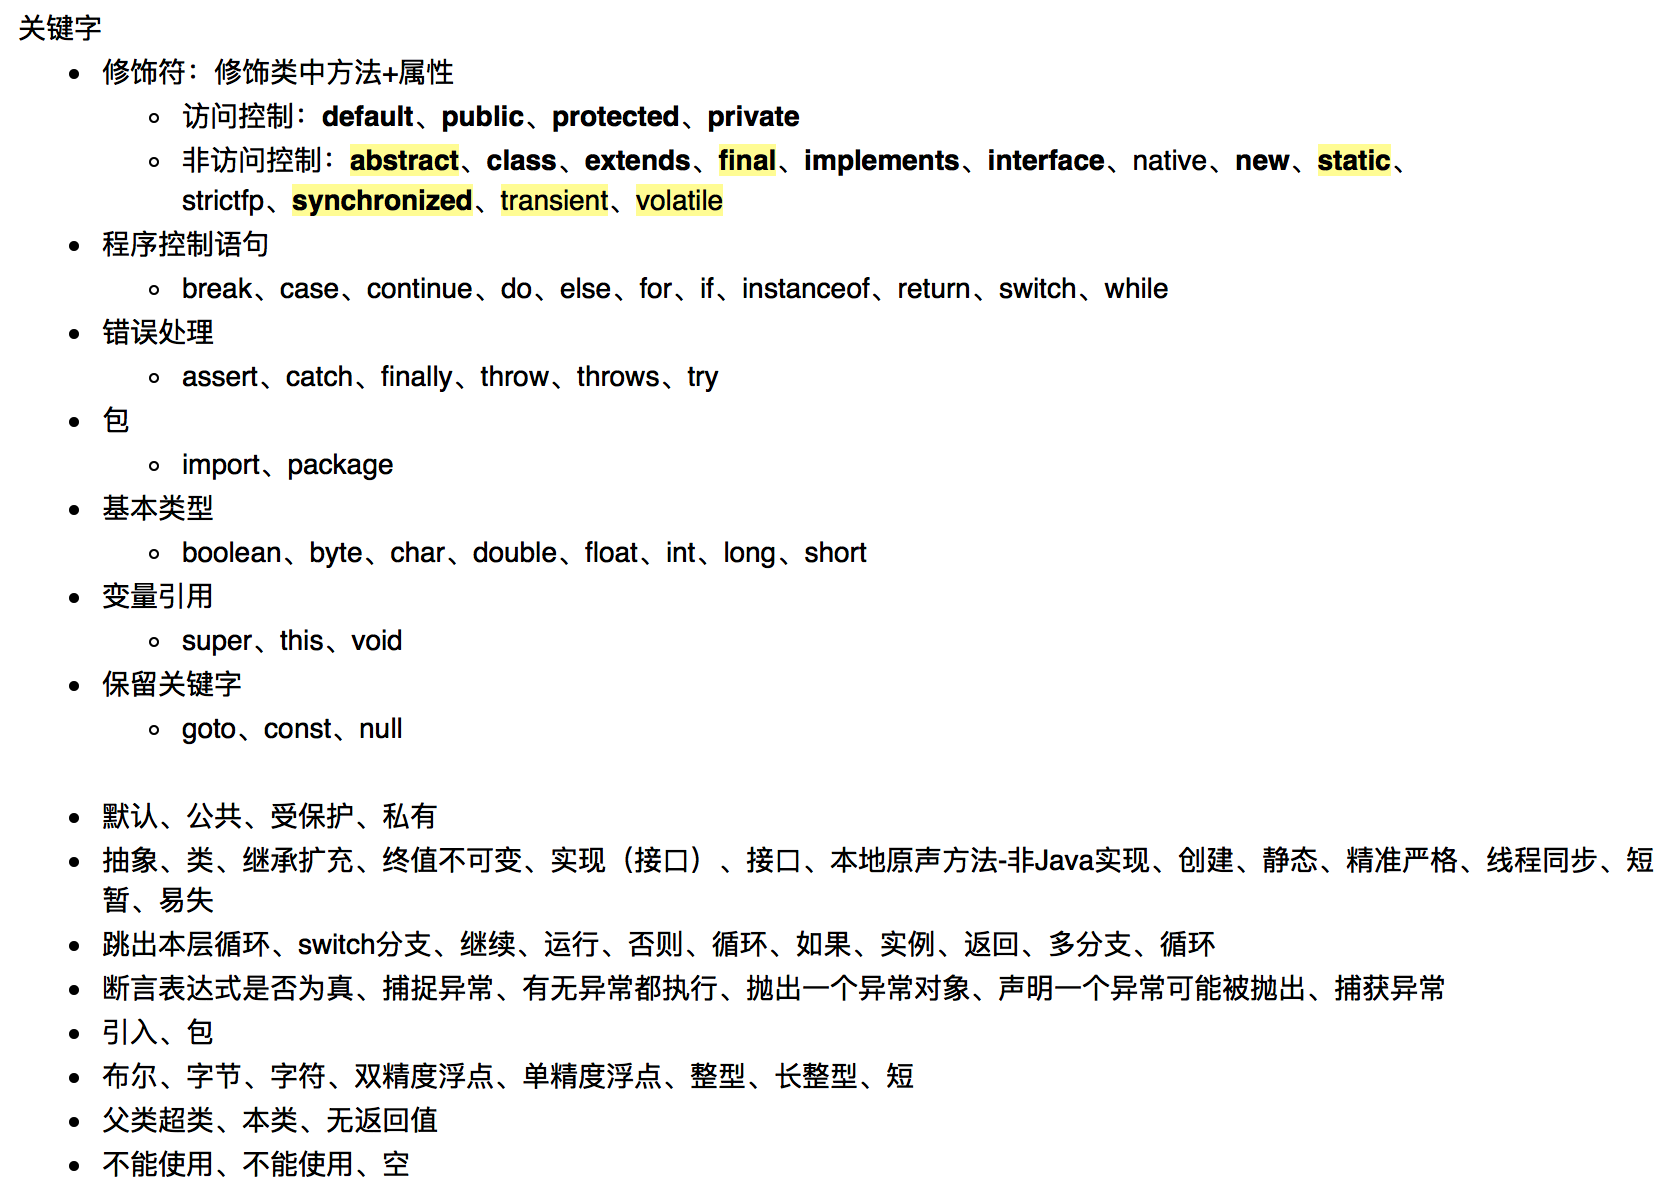 关键字
修饰符：修饰类中方法+属性
访问控制：default、public、protected、private
非访问控制：abstract、class、extends、final、implements、interface、native、new、static、
strictfp、synchronized、transient、volatile
程序控制语句
break、case、continue、do、else、for、if、instanceof、return、switch、while
错误处理
assert、catch、finally、throw、throws、try
包
import、package
基本类型
boolean、byte、char、double、float、int、long、short
变量引用
super、this、void
保留关键字
goto、const、null
默认、公共、受保护、私有
抽象、类、继承扩充、终值不可变、实现（接口）、接口、本地原声方法-非Java实现、创建、静态、精准严格、线程同步、短
暂、易失
跳出本层循环、switch分支、继续、运行、否则、循环、如果、实例、返回、多分支、循环
断言表达式是否为真、捕捉异常、有无异常都执行、抛出一个异常对象、声明一个异常可能被抛出、捕获异常
引入、包
布尔、字节、字符、双精度浮点、单精度浮点、整型、长整型、短
父类超类、本类、无返回值
不能使用、不能使用、空